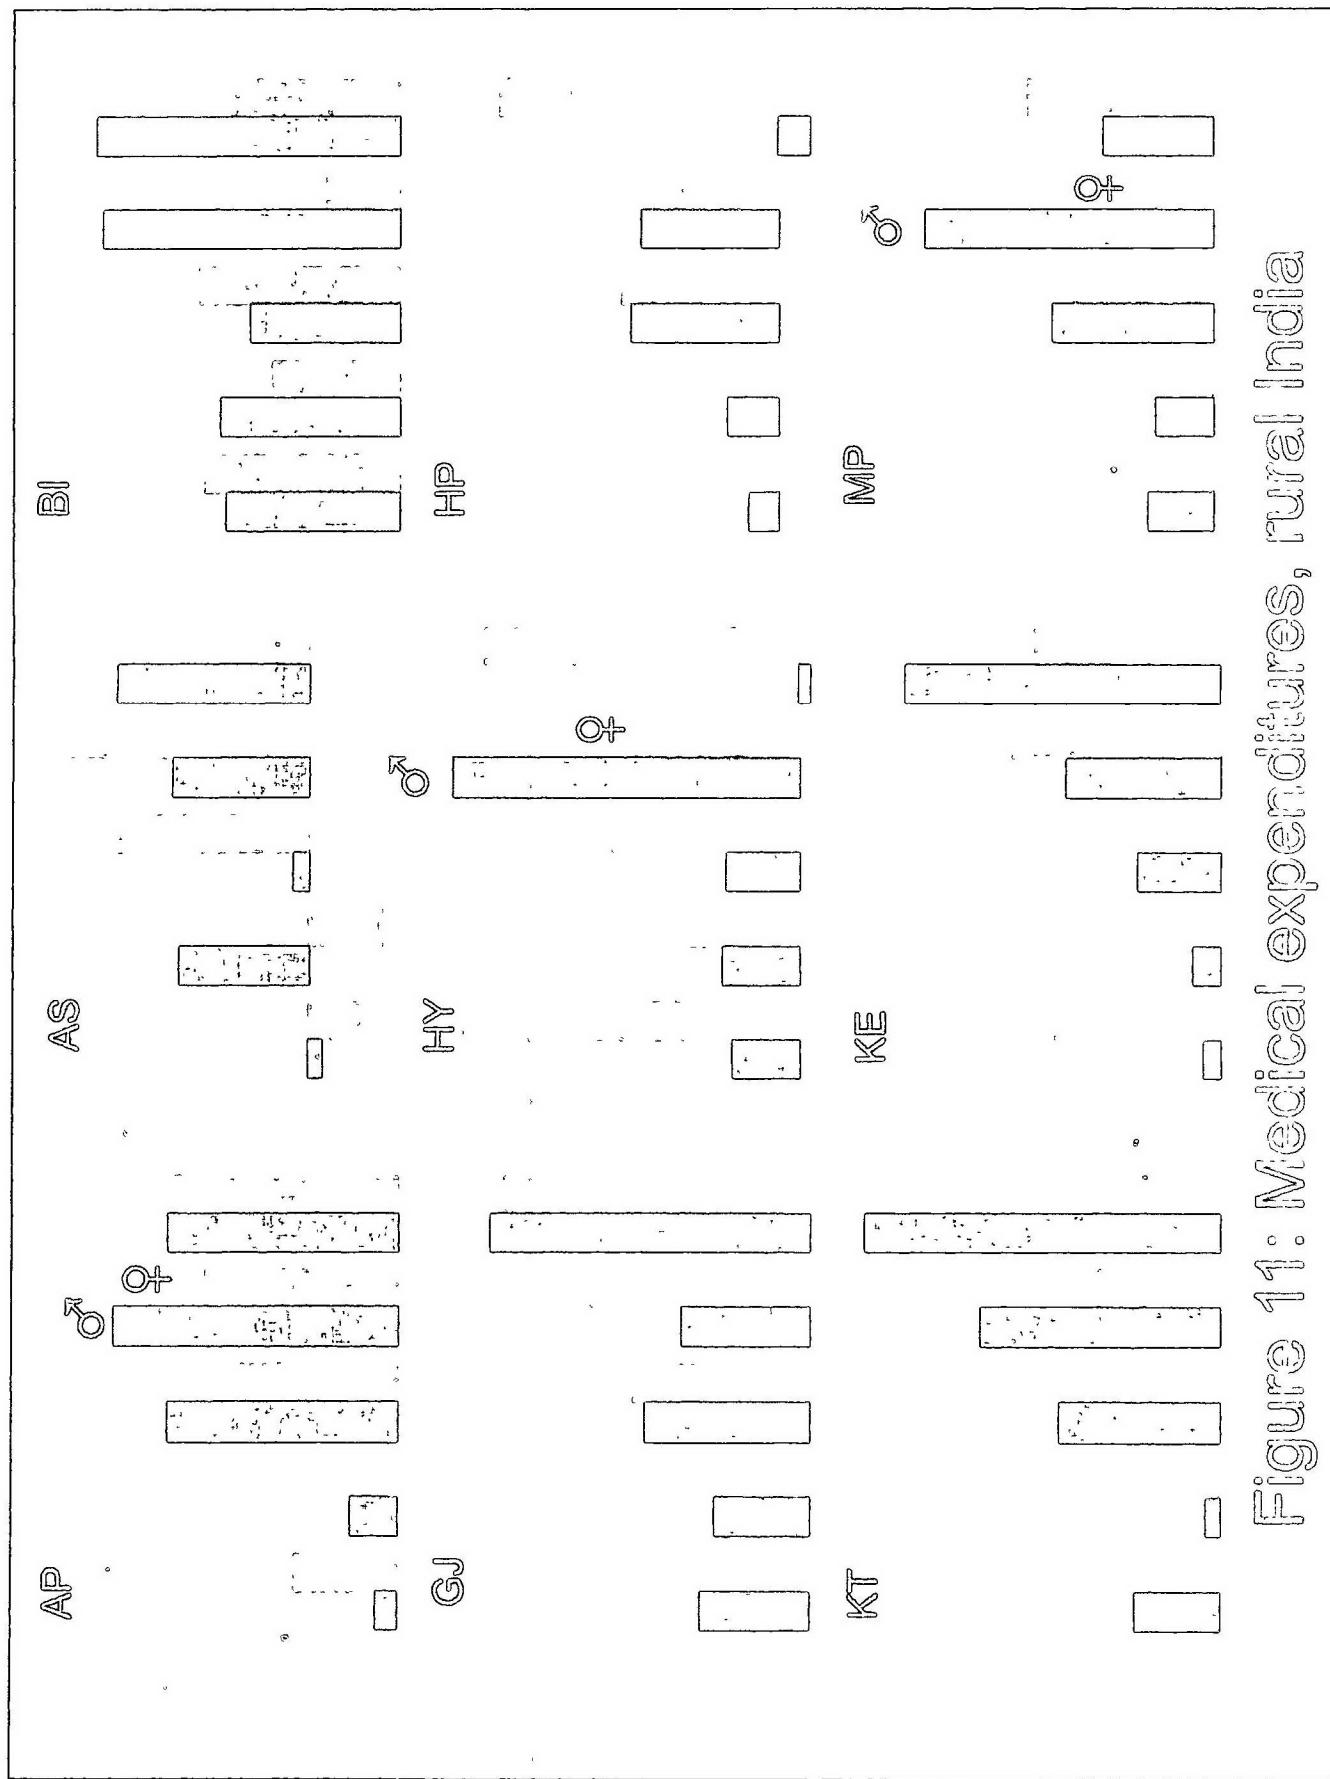 AP AS BI
♂ ♀
GJ HY HP
♂ ♀
KT KE MP
♂ ♀
Figure 11: Medical expenditures, rural India